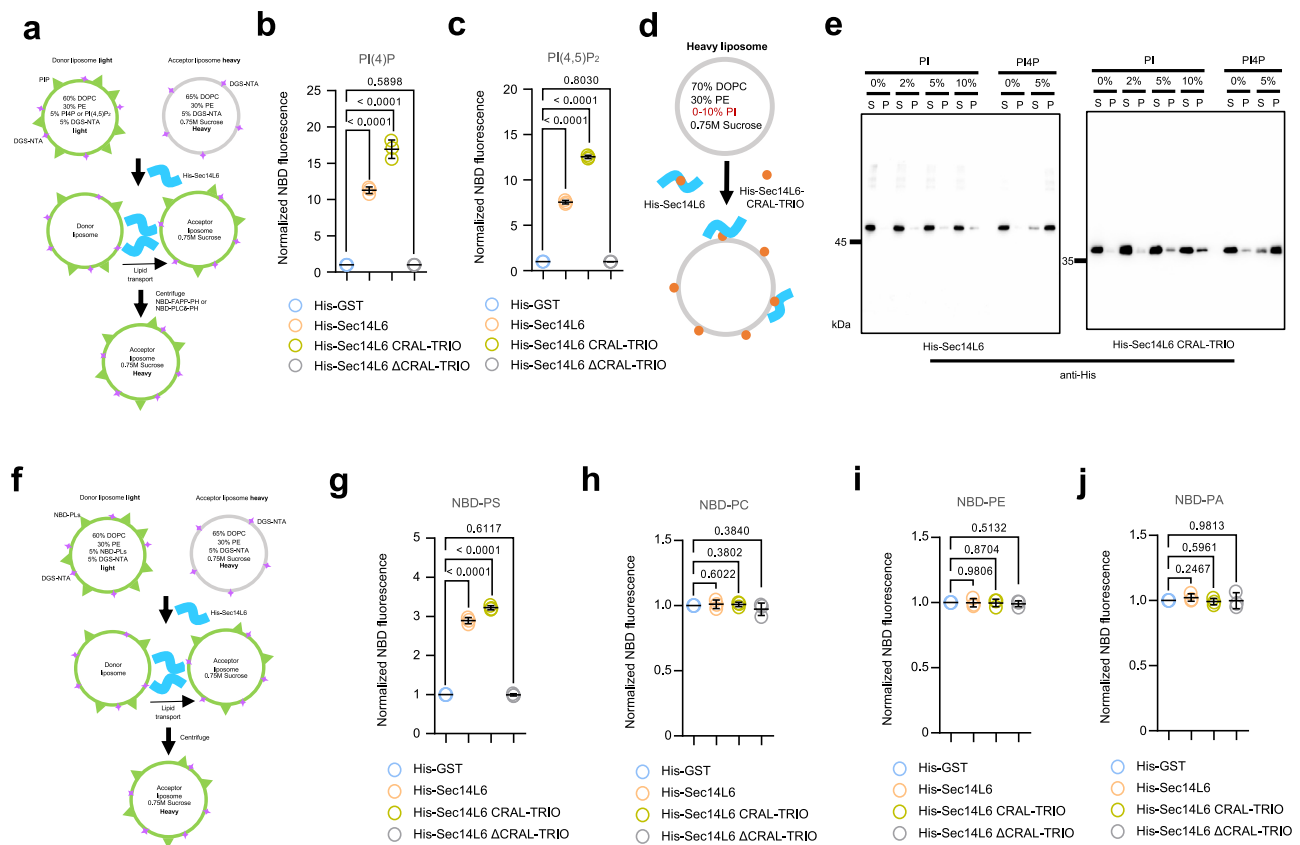 a
Donor liposome light
Acceptor liposome heavy
PIP
DGS-NTA
60% DOPC
30% PE
5% PI4P or PI(4,5)P₂
5% DGS-NTA
light
65% DOPC
30% PE
5% DGS-NTA
0.75M Sucrose
Heavy
DGS-NTA
His-Sec14L6
Donor
liposome
Acceptor
liposome
0.75M Sucrose
Lipid
transport
Centrifuge
NBD-FAPP-PH or
NBD-PLCδ-PH
Acceptor
liposome
0.75M Sucrose
Heavy
b
PI(4)P
0.5898
< 0.0001
< 0.0001
Normalized NBD fluorescence
25
20
15
10
5
0
His-GST
His-Sec14L6
His-Sec14L6 CRAL-TRIO
His-Sec14L6 ΔCRAL-TRIO
c
PI(4,5)P₂
0.8030
< 0.0001
< 0.0001
Normalized NBD fluorescence
20
15
10
5
0
His-GST
His-Sec14L6
His-Sec14L6 CRAL-TRIO
His-Sec14L6 ΔCRAL-TRIO
d
Heavy liposome
70% DOPC
30% PE
0-10% PI
0.75M Sucrose
His-Sec14L6
His-Sec14L6-
CRAL-TRIO
e
PI PI4P PI PI4P
0% 2% 5% 10% 0% 5% 0% 2% 5% 10% 0% 5%
S P S P S P S P S P S P S P S P S P S P S P S P
45
35
kDa
His-Sec14L6
His-Sec14L6 CRAL-TRIO
anti-His
f
Donor liposome light
Acceptor liposome heavy
NBD-PLs
DGS-NTA
60% DOPC
30% PE
5% NBD-PLs
5% DGS-NTA
light
65% DOPC
30% PE
5% DGS-NTA
0.75M Sucrose
Heavy
DGS-NTA
His-Sec14L6
Donor
liposome
Acceptor
liposome
0.75M Sucrose
Lipid
transport
Centrifuge
Acceptor
liposome
0.75M Sucrose
Heavy
g
NBD-PS
0.6117
< 0.0001
< 0.0001
Normalized NBD fluorescence
5
4
3
2
1
0
His-GST
His-Sec14L6
His-Sec14L6 CRAL-TRIO
His-Sec14L6 ΔCRAL-TRIO
h
NBD-PC
0.3840
0.3802
0.6022
Normalized NBD fluorescence
1.5
1.0
0.5
0
His-GST
His-Sec14L6
His-Sec14L6 CRAL-TRIO
His-Sec14L6 ΔCRAL-TRIO
i
NBD-PE
0.5132
0.8704
0.9806
Normalized NBD fluorescence
1.5
1.0
0.5
0
His-GST
His-Sec14L6
His-Sec14L6 CRAL-TRIO
His-Sec14L6 ΔCRAL-TRIO
j
NBD-PA
0.9813
0.5961
0.2467
Normalized NBD fluorescence
1.5
1.0
0.5
0
His-GST
His-Sec14L6
His-Sec14L6 CRAL-TRIO
His-Sec14L6 ΔCRAL-TRIO